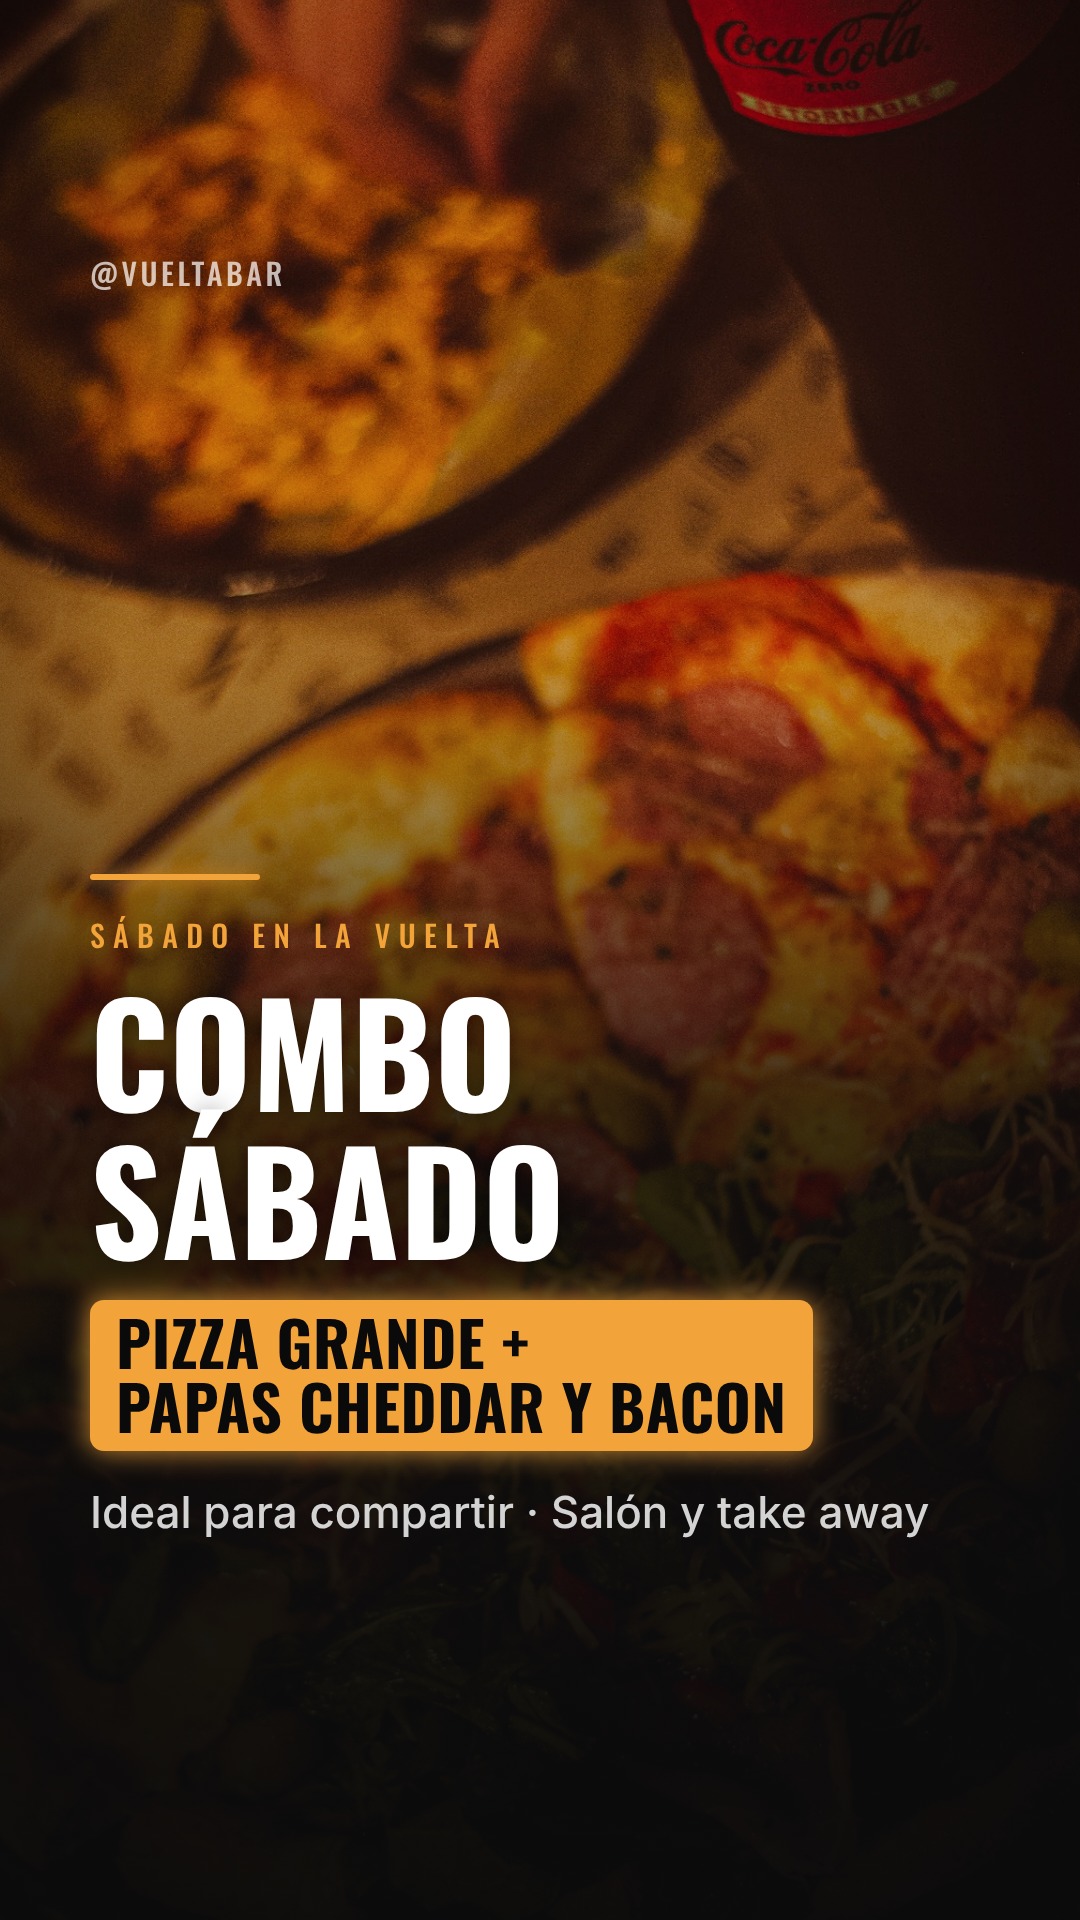 Coca-Cola
ZERO
RETORNABLE
@VUELTABAR
SÁBADO EN LA VUELTA
COMBO
SÁBADO
PIZZA GRANDE +
PAPAS CHEDDAR Y BACON
Ideal para compartir · Salón y take away